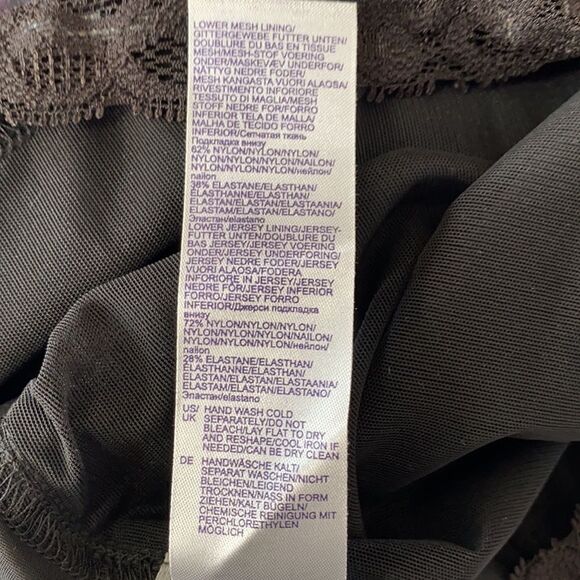 LOWER MESH LINING/
GITTERGEWEBE FUTTER UNTEN/
DOUBLURE DU BAS EN TISSUE
MESH/MESH-STOF VOERING
ONDER/MASKEVÆV UNDERFOR/
NÄTTYG NEDRE FODER/
MESH KANGASTA VUORI ALAOSA/
RIVESTIMENTO INFERIORE
TESSUTO DI MAGLIA/MESH
STOFF NEDRE FOR/FORRO
INFERIOR TELA DE MALLA/
MALHA DE TECIDO FORRO
INFERIOR/Сетчатая ткань
Подкладка внизу
62% NYLON/NYLON/NYLON/
NYLON/NYLON/NYLON/NAILON/
NYLON/NYLON/NYLON/нейлон/
nailon
38% ELASTANE/ELASTHAN/
ÉLASTHANNE/ELASTHAN/
ELASTAN/ELASTAN/ELASTAANIA/
ELASTAM/ELASTAN/ELASTANO/
Эластан/elastano
LOWER JERSEY LINING/JERSEY-
FUTTER UNTEN/DOUBLURE DU
BAS JERSEY/JERSEY VOERING
ONDER/JERSEY UNDERFORING/
JERSEY NEDRE FODER/JERSEY
VUORI ALAOSA/FODERA
INFERIORE IN JERSEY/JERSEY
NEDRE FÔR/JERSEY INFERIOR
FORRO/JERSEY FORRO
INFERIOR/Джерси подкладка
внизу
72% NYLON/NYLON/NYLON/
NYLON/NYLON/NYLON/NAILON/
NYLON/NYLON/NYLON/нейлон/
nailon
28% ELASTANE/ELASTHAN/
ÉLASTHANNE/ELASTHAN/
ELASTAN/ELASTAN/ELASTAANIA/
ELASTAM/ELASTAN/ELASTANO/
Эластан/elastano
US/ HAND WASH COLD
UK SEPARATELY/DO NOT
BLEACH/LAY FLAT TO DRY
AND RESHAPE/COOL IRON IF
NEEDED/CAN BE DRY CLEAN
DE HANDWÄSCHE KALT/
SEPARAT WASCHEN/NICHT
BLEICHEN/LIEGEND
TROCKNEN/NASS IN FORM
ZIEHEN/KALT BÜGELN/
CHEMISCHE REINIGUNG MIT
PERCHLORETHYLEN
MÖGLICH